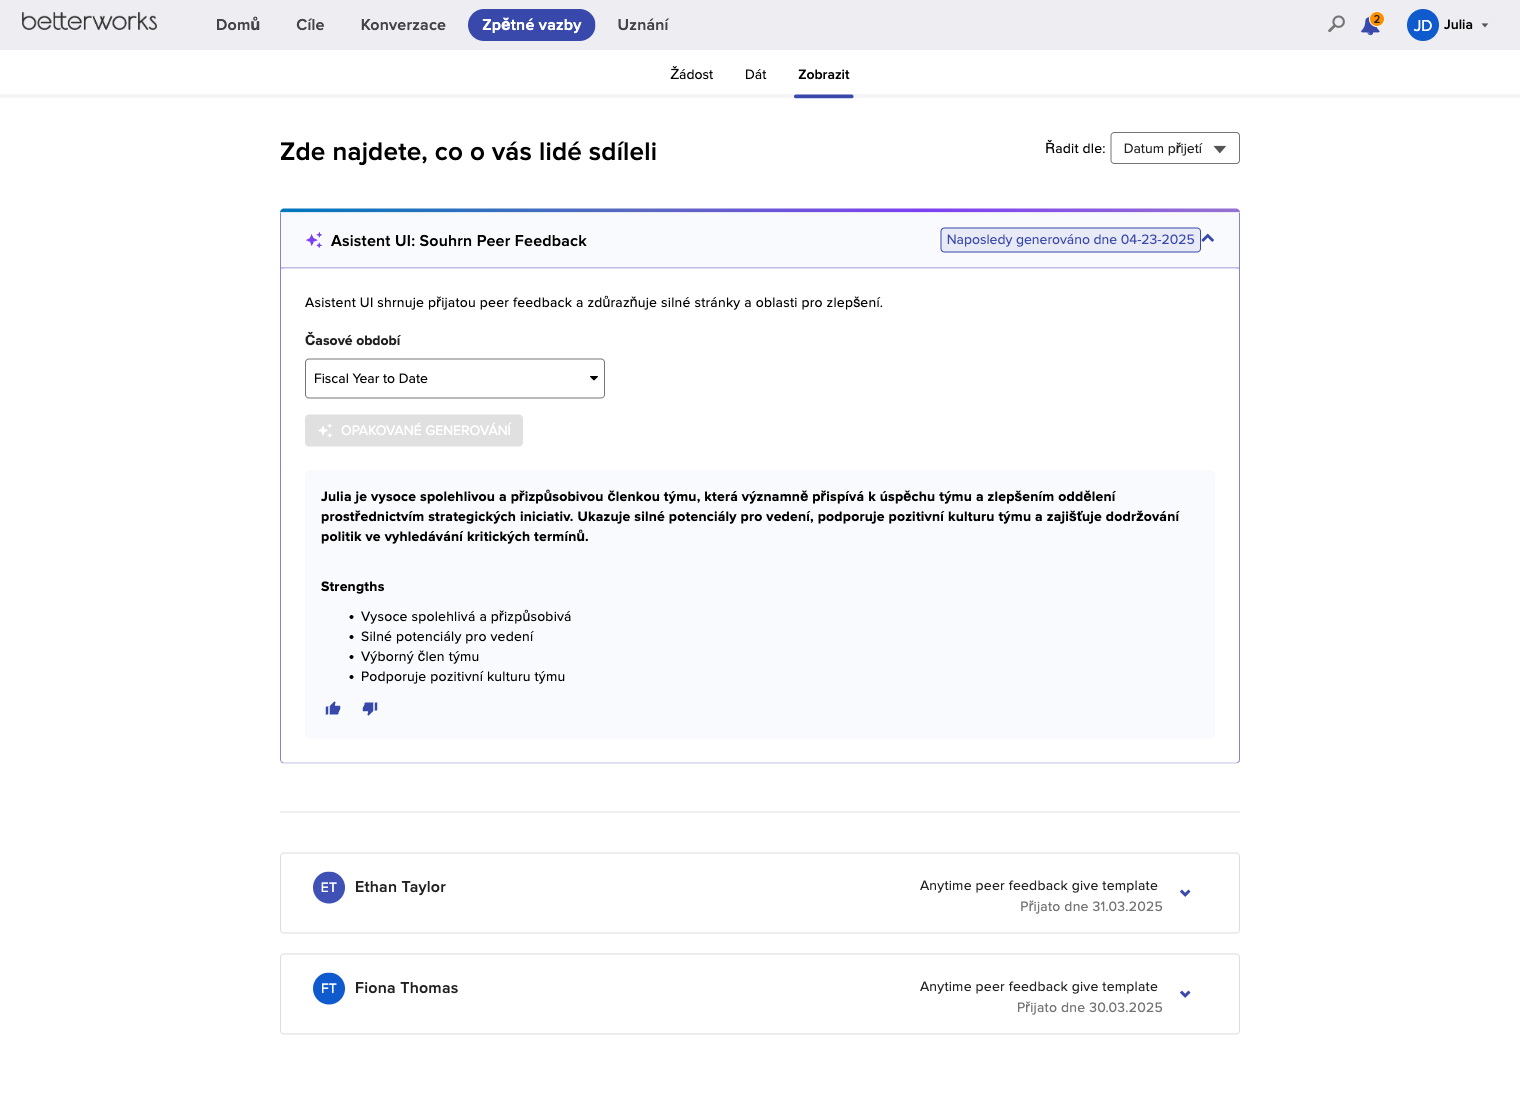 betterworks
Domů
Cíle
Konverzace
Zpětné vazby
Uznání
2
JD
Julia
Žádost
Dát
Zobrazit
Zde najdete, co o vás lidé sdíleli
Řadit dle:
Datum přijetí
Asistent UI: Souhrn Peer Feedback
Naposledy generováno dne 04-23-2025
Asistent UI shrnuje přijatou peer feedback a zdůrazňuje silné stránky a oblasti pro zlepšení.
Časové období
Fiscal Year to Date
OPAKOVANÉ GENEROVÁNÍ
Julia je vysoce spolehlivou a přizpůsobivou členkou týmu, která významně přispívá k úspěchu týmu a zlepšením oddělení
prostřednictvím strategických iniciativ. Ukazuje silné potenciály pro vedení, podporuje pozitivní kulturu týmu a zajišťuje dodržování
politik ve vyhledávání kritických termínů.
Strengths
• Vysoce spolehlivá a přizpůsobivá
• Silné potenciály pro vedení
• Výborný člen týmu
• Podporuje pozitivní kulturu týmu
ET
Ethan Taylor
Anytime peer feedback give template
Přijato dne 31.03.2025
FT
Fiona Thomas
Anytime peer feedback give template
Přijato dne 30.03.2025